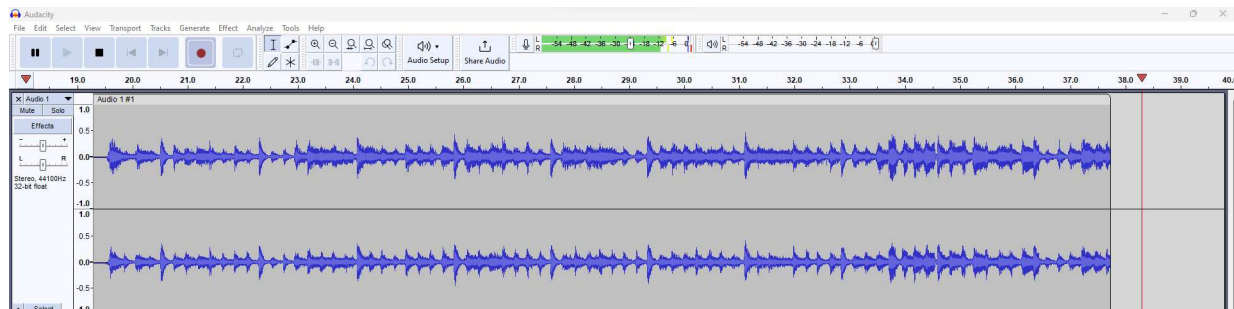 Audacity
File Edit Select View Transport Tracks Generate Effect Analyze Tools Help
Audio Setup
Share Audio
R -54 -48 -42 -36 -30 -18 -12 -6
L R -54 -48 -42 -36 -30 -24 -18 -12 -6
19.0 20.0 21.0 22.0 23.0 24.0 25.0 26.0 27.0 28.0 29.0 30.0 31.0 32.0 33.0 34.0 35.0 36.0 37.0 38.0 39.0 40.
Audio 1
Audio 1 #1
Mute Solo
Effects
- +
L R
Stereo, 44100Hz
32-bit float
1.0
0.5-
0.0-
-0.5-
-1.0
1.0
0.5-
0.0-
-0.5-